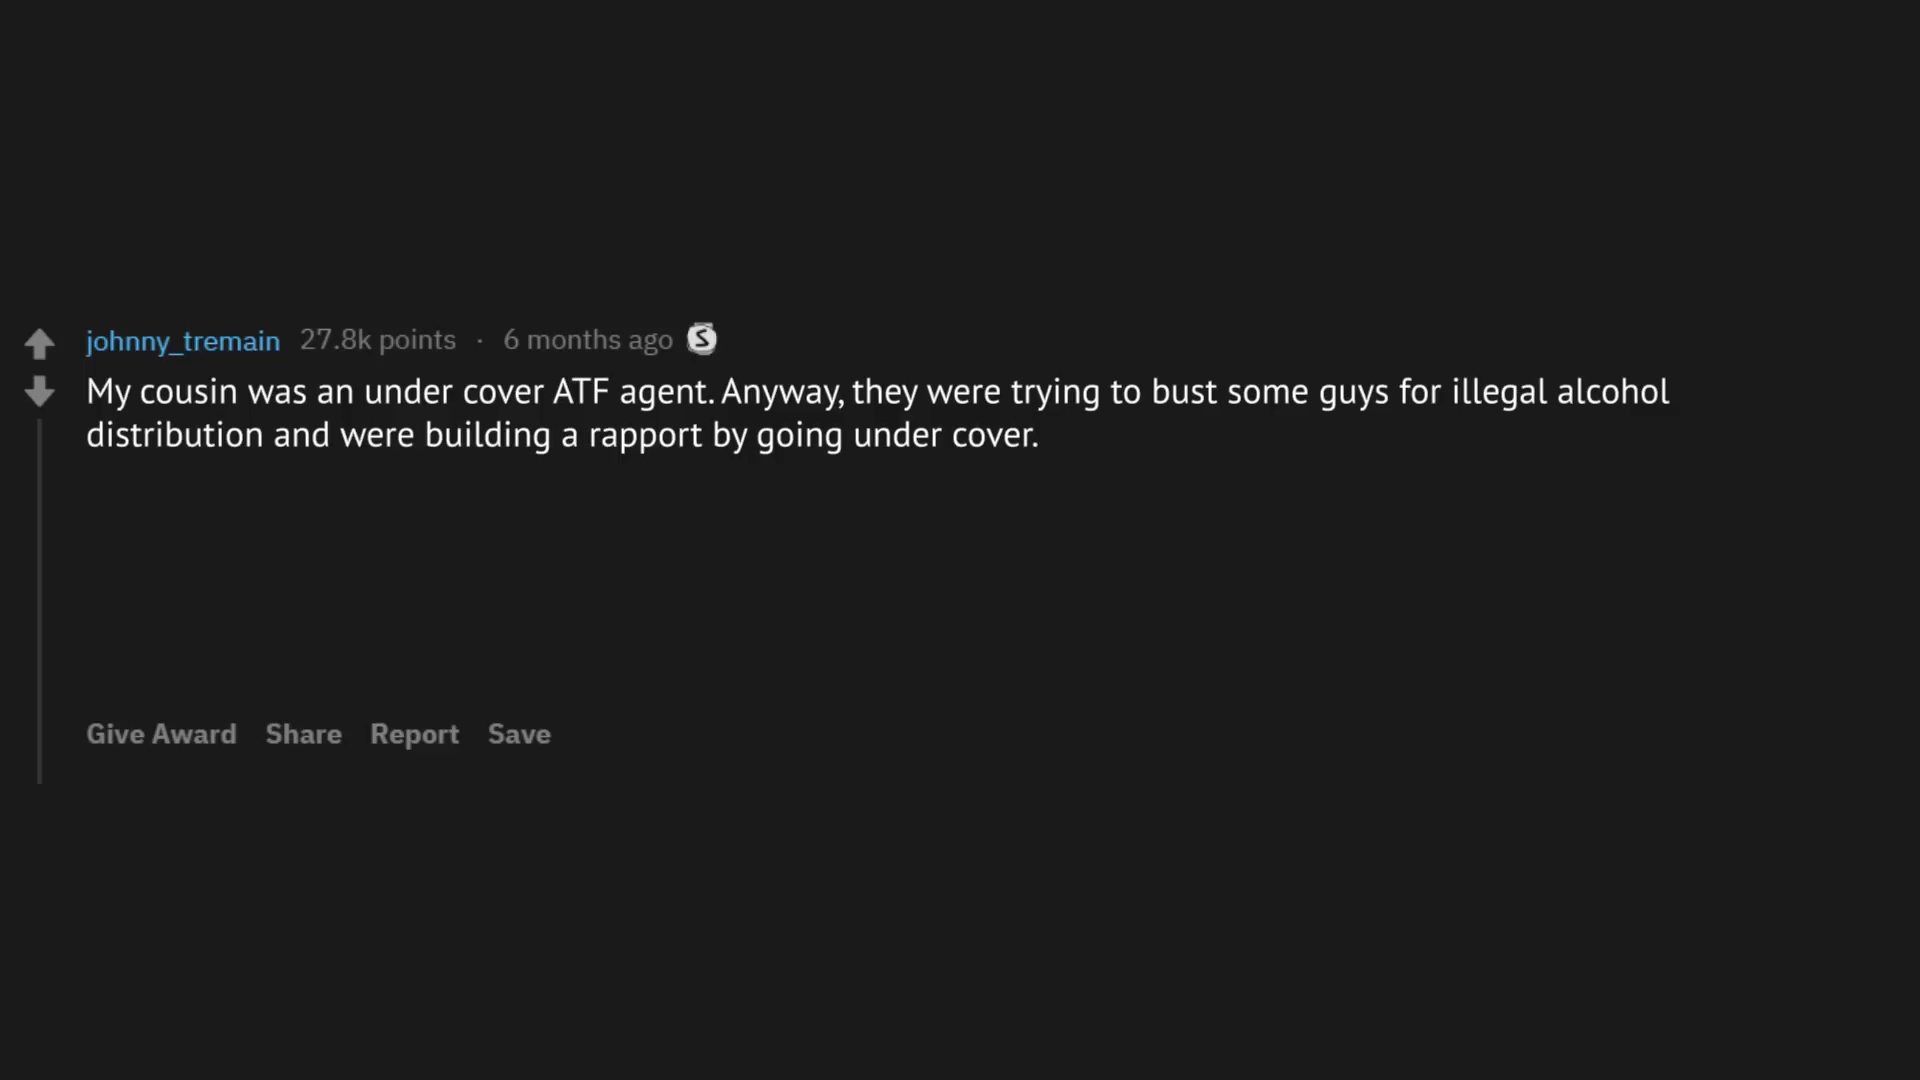 johnny_tremain 27.8k points · 6 months ago S
My cousin was an under cover ATF agent. Anyway, they were trying to bust some guys for illegal alcohol
distribution and were building a rapport by going under cover.
Give Award Share Report Save